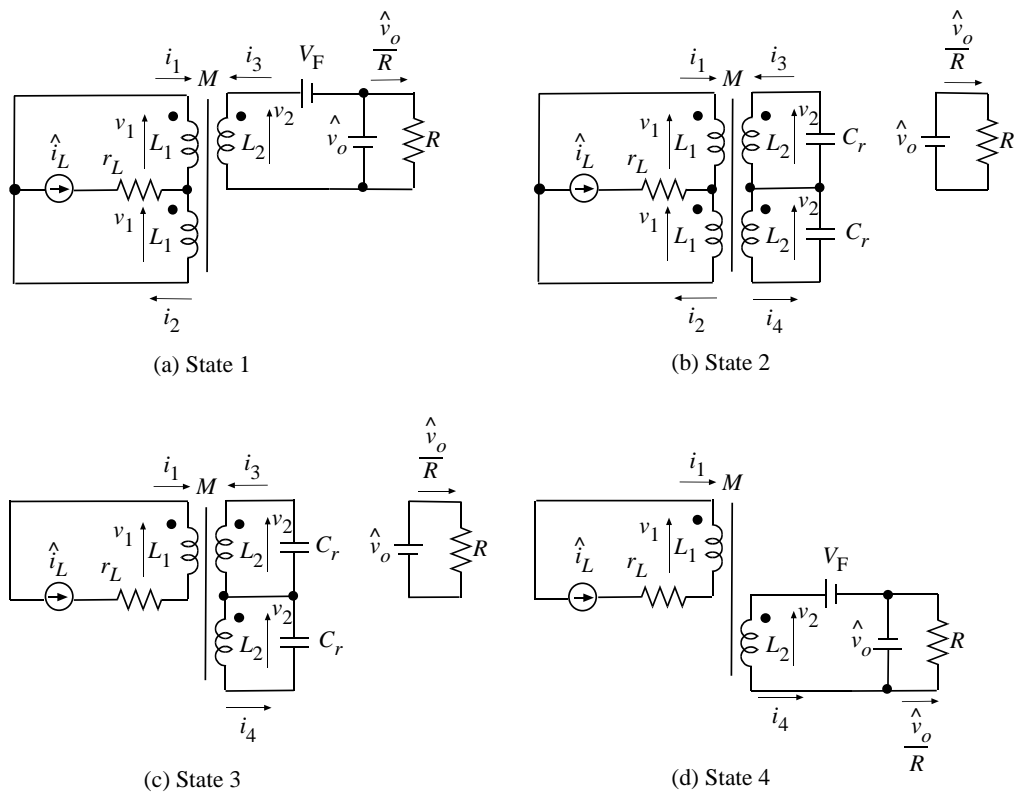 i1 M i3 VF v̂o/R
v1 L1 L2 v2 v̂o R
îL rL
v1 L1
i2
(a) State 1
i1 M i3 v̂o/R
v1 L1 L2 v2 Cr v̂o R
îL rL
v1 L1 L2 v2 Cr
i2 i4
(b) State 2
i1 M i3 v̂o/R
v1 L1 L2 v2 Cr v̂o R
îL rL
L2 v2 Cr
i4
(c) State 3
i1 M
v1 L1
îL rL VF
L2 v2 v̂o R
i4 v̂o/R
(d) State 4